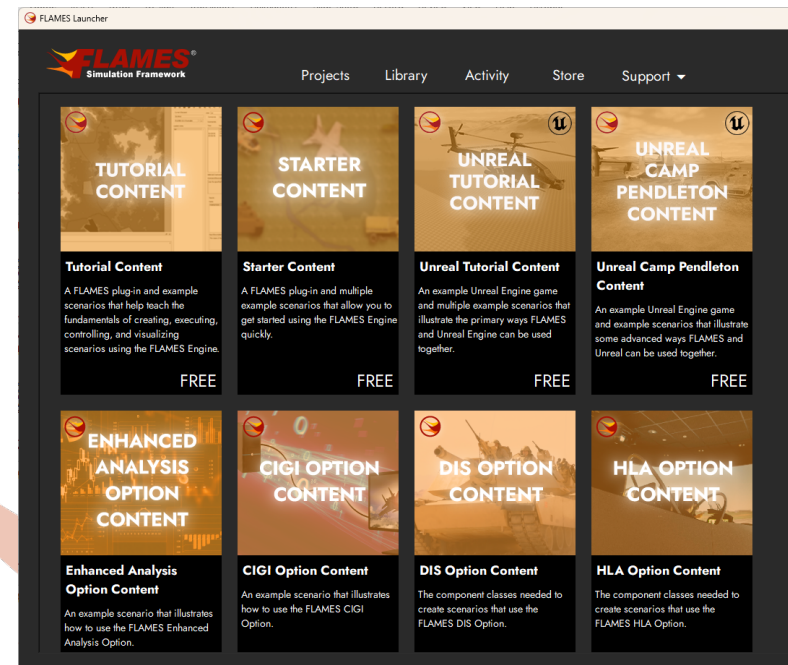 FLAMES Launcher
FLAMES®
Simulation Framework
Projects Library Activity Store Support
TUTORIAL
CONTENT
Tutorial Content
A FLAMES plug-in and example
scenarios that help teach the
fundamentals of creating, executing,
controlling, and visualizing
scenarios using the FLAMES Engine.
FREE
STARTER
CONTENT
Starter Content
A FLAMES plug-in and multiple
example scenarios that allow you to
get started using the FLAMES Engine
quickly.
FREE
UNREAL
TUTORIAL
CONTENT
Unreal Tutorial Content
An example Unreal Engine game
and multiple example scenarios that
illustrate the primary ways FLAMES
and Unreal Engine can be used
together.
FREE
UNREAL
CAMP
PENDLETON
CONTENT
Unreal Camp Pendleton
Content
An example Unreal Engine game
and example scenarios that illustrate
some advanced ways FLAMES and
Unreal can be used together.
FREE
ENHANCED
ANALYSIS
OPTION
CONTENT
Enhanced Analysis
Option Content
An example scenario that illustrates
how to use the FLAMES Enhanced
Analysis Option.
CIGI OPTION
CONTENT
CIGI Option Content
An example scenario that illustrates
how to use the FLAMES CIGI
Option.
DIS OPTION
CONTENT
DIS Option Content
The component classes needed to
create scenarios that use the
FLAMES DIS Option.
HLA OPTION
CONTENT
HLA Option Content
The component classes needed to
create scenarios that use the
FLAMES HLA Option.